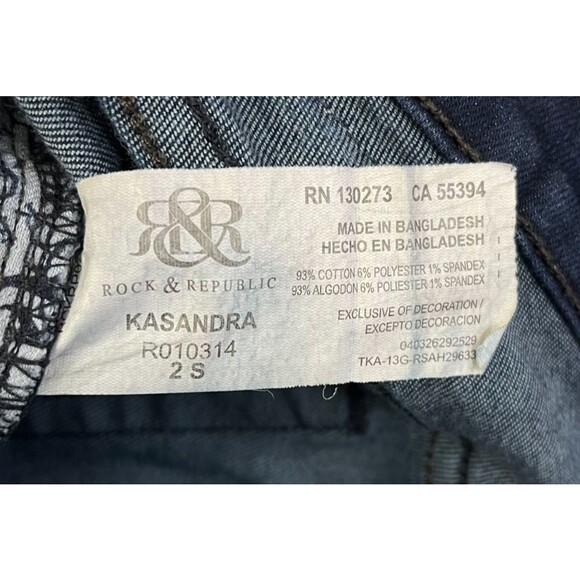 R&R
ROCK & REPUBLIC
KASANDRA
R010314
2 S
RN 130273 CA 55394
MADE IN BANGLADESH
HECHO EN BANGLADESH
93% COTTON 6% POLYESTER 1% SPANDEX
93% ALGODON 6% POLIESTER 1% SPANDEX
EXCLUSIVE OF DECORATION/
EXCEPTO DECORACION
040326292529
TKA-13G-RSAH29633